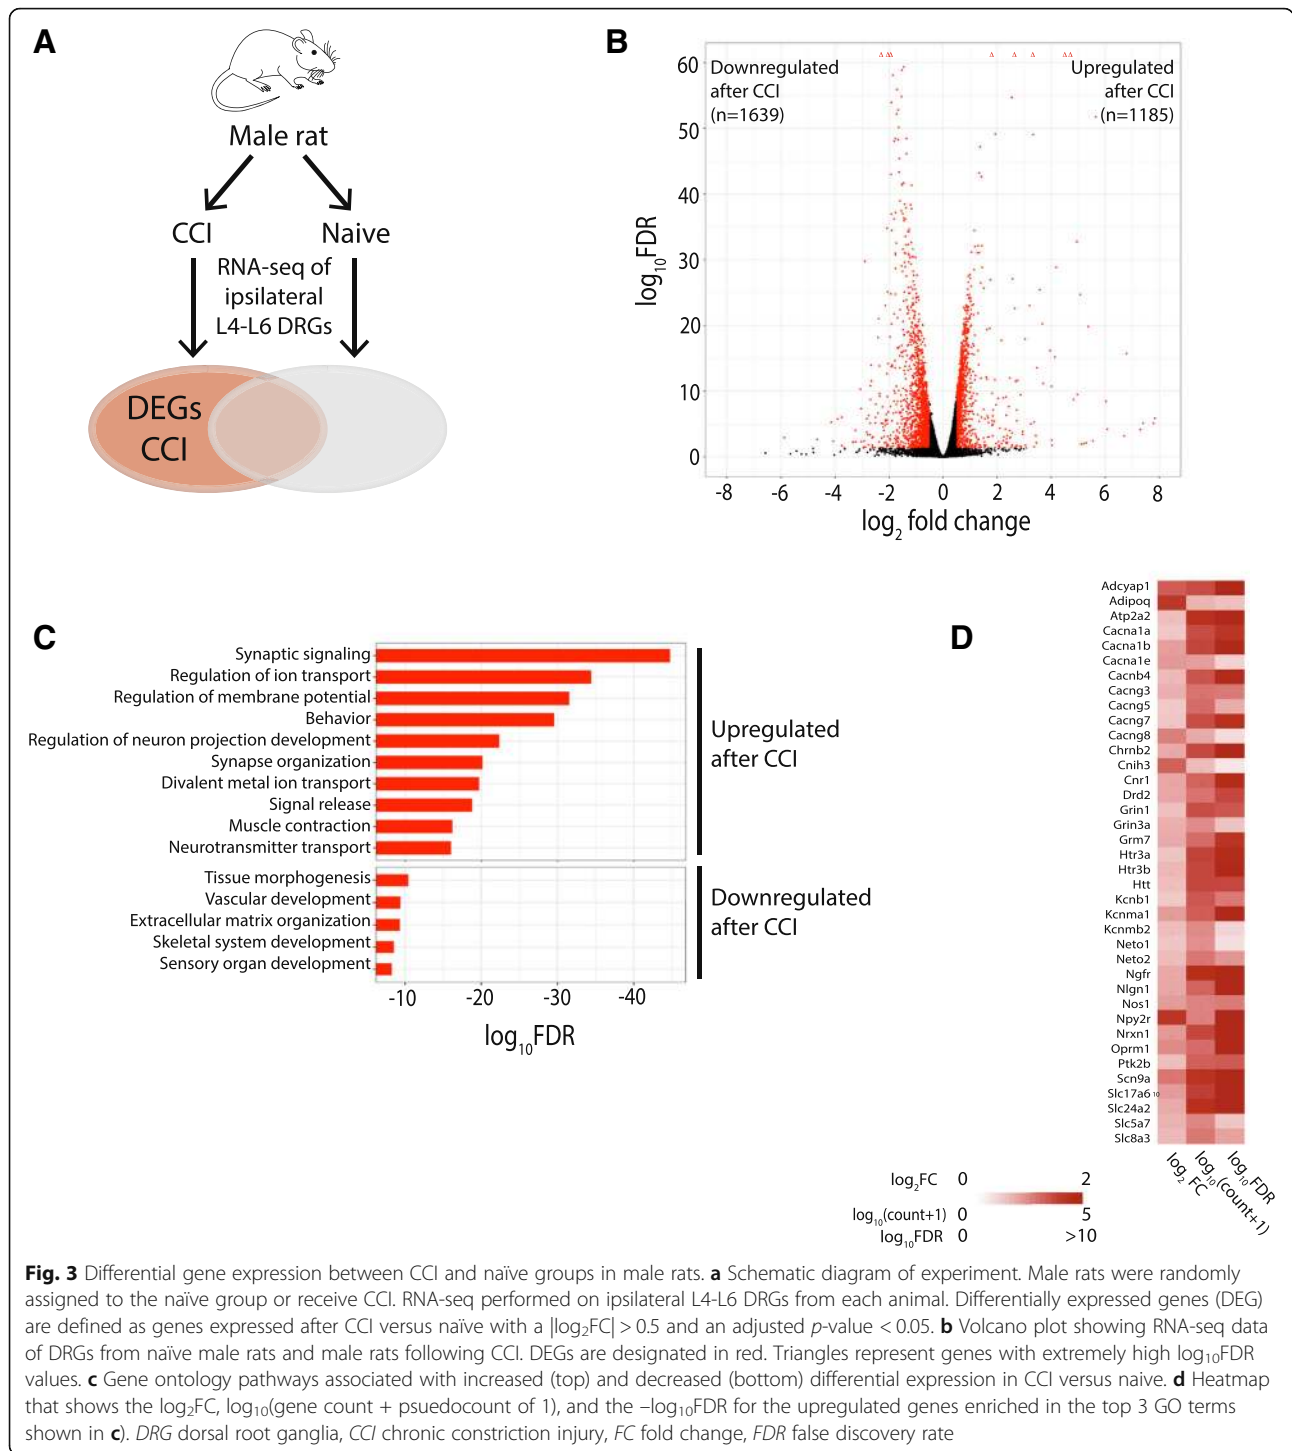 A
Male rat
CCI
Naive
RNA-seq of
ipsilateral
L4-L6 DRGs
DEGs
CCI
B
Downregulated
after CCI
(n=1639)
Upregulated
after CCI
(n=1185)
60
50
40
30
20
10
0
log10FDR
-8 -6 -4 -2 0 2 4 6 8
log2 fold change
C
Synaptic signaling
Regulation of ion transport
Regulation of membrane potential
Behavior
Regulation of neuron projection development
Synapse organization
Divalent metal ion transport
Signal release
Muscle contraction
Neurotransmitter transport
Upregulated
after CCI
Tissue morphogenesis
Vascular development
Extracellular matrix organization
Skeletal system development
Sensory organ development
Downregulated
after CCI
-10 -20 -30 -40
log10FDR
D
Adcyap1
Adipoq
Atp2a2
Cacna1a
Cacna1b
Cacna1e
Cacnb4
Cacng3
Cacng5
Cacng7
Cacng8
Chrnb2
Cnih3
Cnr1
Drd2
Grin1
Grin3a
Grm7
Htr3a
Htr3b
Htt
Kcnb1
Kcnma1
Kcnmb2
Neto1
Neto2
Ngfr
Nlgn1
Nos1
Npy2r
Nrxn1
Oprm1
Ptk2b
Scn9a
Slc17a6 10
Slc24a2
Slc5a7
Slc8a3
log2 FC
log10(count+1)
log10FDR
log2FC 0 2
log10(count+1) 0 5
log10FDR 0 >10
Fig. 3 Differential gene expression between CCI and naïve groups in male rats. a Schematic diagram of experiment. Male rats were randomly
assigned to the naïve group or receive CCI. RNA-seq performed on ipsilateral L4-L6 DRGs from each animal. Differentially expressed genes (DEG)
are defined as genes expressed after CCI versus naïve with a |log2FC| > 0.5 and an adjusted p-value < 0.05. b Volcano plot showing RNA-seq data
of DRGs from naïve male rats and male rats following CCI. DEGs are designated in red. Triangles represent genes with extremely high log10FDR
values. c Gene ontology pathways associated with increased (top) and decreased (bottom) differential expression in CCI versus naive. d Heatmap
that shows the log2FC, log10(gene count + psuedocount of 1), and the –log10FDR for the upregulated genes enriched in the top 3 GO terms
shown in c). DRG dorsal root ganglia, CCI chronic constriction injury, FC fold change, FDR false discovery rate